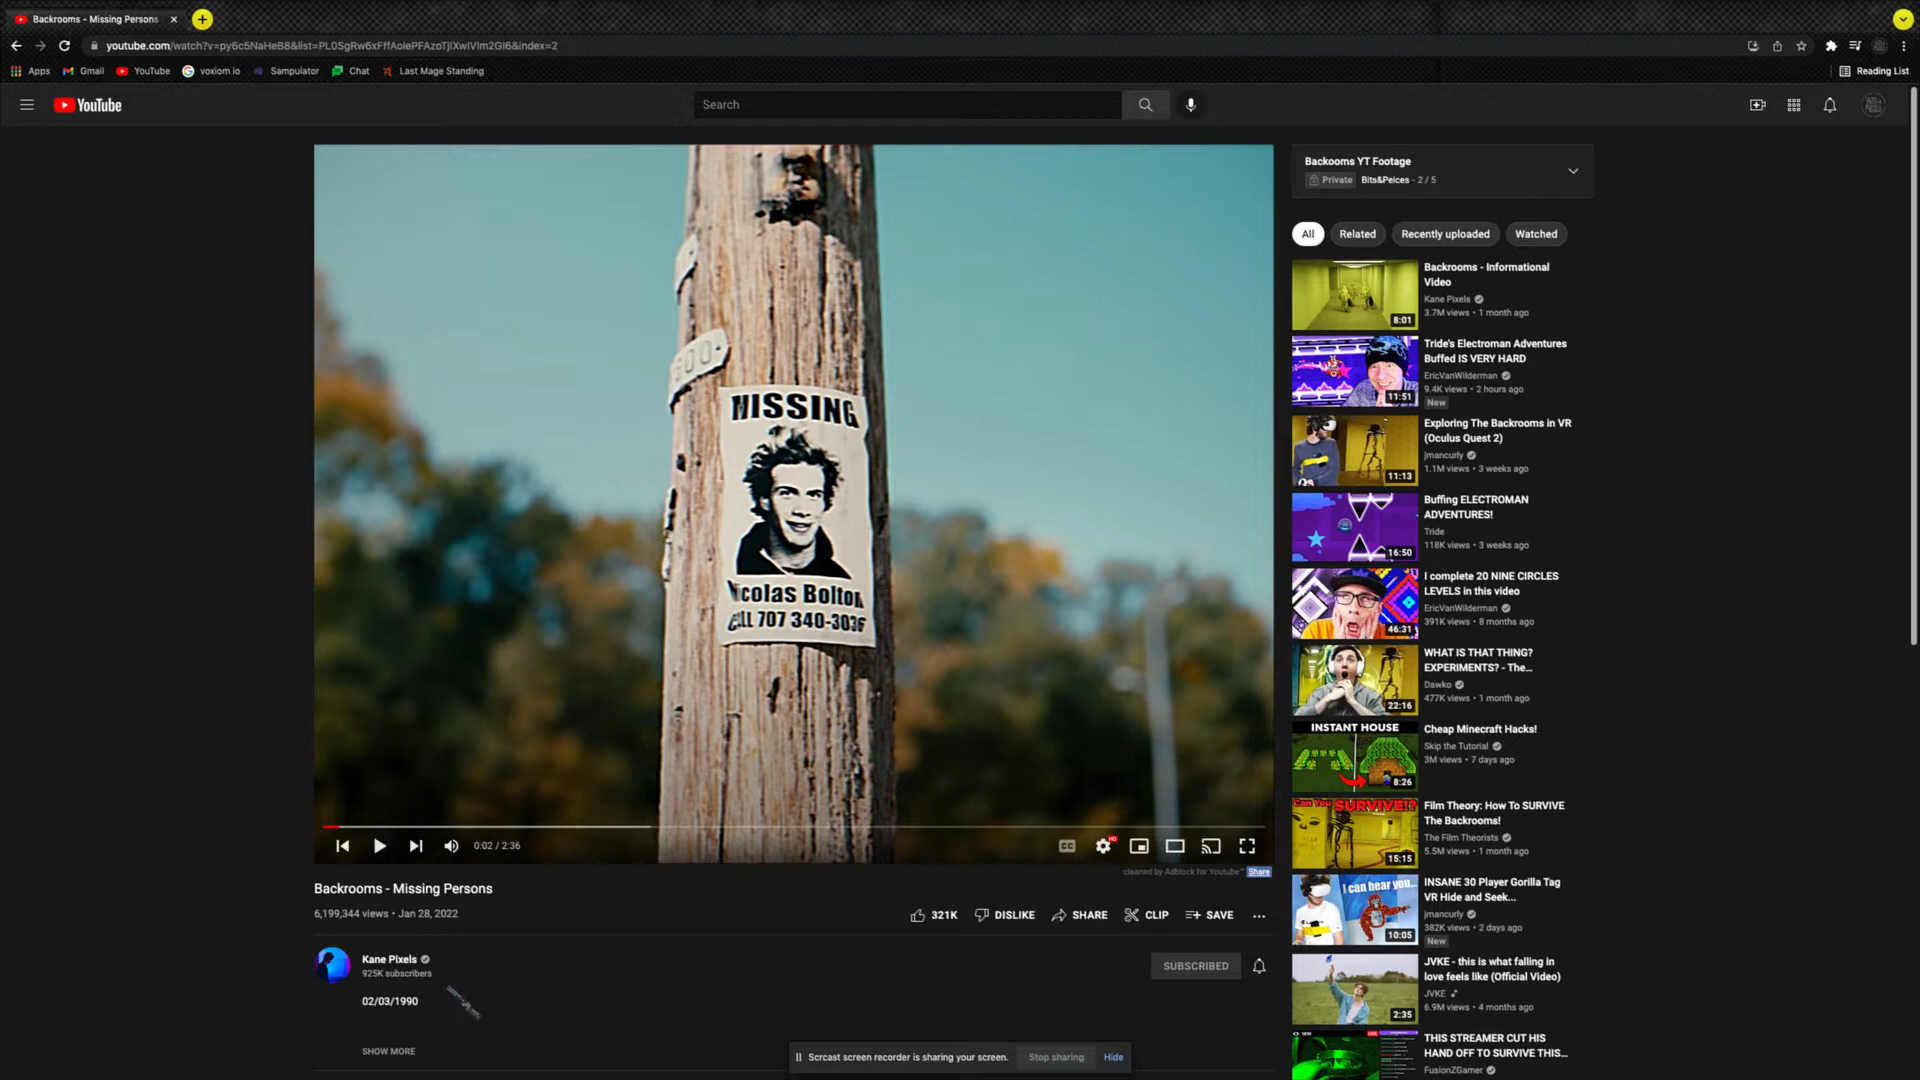 Backrooms - Missing Persons
youtube.com/watch?v=py6c5NaHeB8&list=PL0SgRw6xFffAolePFAzoTjIXwIVlm2GI6&index=2
Apps Gmail YouTube voxiom io Sampulator Chat Last Mage Standing Reading List
YouTube
Search
MISSING
Nicolas Bolton
CALL 707 340-3036
0:02 / 2:36
CC
HD
cleaned by Adblock for Youtube™ Share
Backrooms - Missing Persons
6,199,344 views • Jan 28, 2022
321K DISLIKE SHARE CLIP SAVE
Kane Pixels
925K subscribers
SUBSCRIBED
02/03/1990
SHOW MORE
Scrcast screen recorder is sharing your screen. Stop sharing Hide
Backooms YT Footage
Private Bits&Peices - 2 / 5
All Related Recently uploaded Watched
Backrooms - Informational
Video
Kane Pixels
3.7M views • 1 month ago
8:01
Tride's Electroman Adventures
Buffed IS VERY HARD
EricVanWilderman
9.4K views • 2 hours ago
New
11:51
Exploring The Backrooms in VR
(Oculus Quest 2)
jmancurly
1.1M views • 3 weeks ago
11:13
Buffing ELECTROMAN
ADVENTURES!
Tride
118K views • 3 weeks ago
16:50
I complete 20 NINE CIRCLES
LEVELS in this video
EricVanWilderman
391K views • 8 months ago
46:31
WHAT IS THAT THING?
EXPERIMENTS? - The...
Dawko
477K views • 1 month ago
22:16
INSTANT HOUSE
Cheap Minecraft Hacks!
Skip the Tutorial
3M views • 7 days ago
8:26
Can You SURVIVE!?
Film Theory: How To SURVIVE
The Backrooms!
The Film Theorists
5.5M views • 1 month ago
15:15
I can hear you...
INSANE 30 Player Gorilla Tag
VR Hide and Seek...
jmancurly
382K views • 2 days ago
New
10:05
JVKE - this is what falling in
love feels like (Official Video)
JVKE
6.9M views • 4 months ago
2:35
THIS STREAMER CUT HIS
HAND OFF TO SURVIVE THIS...
FusionZGamer